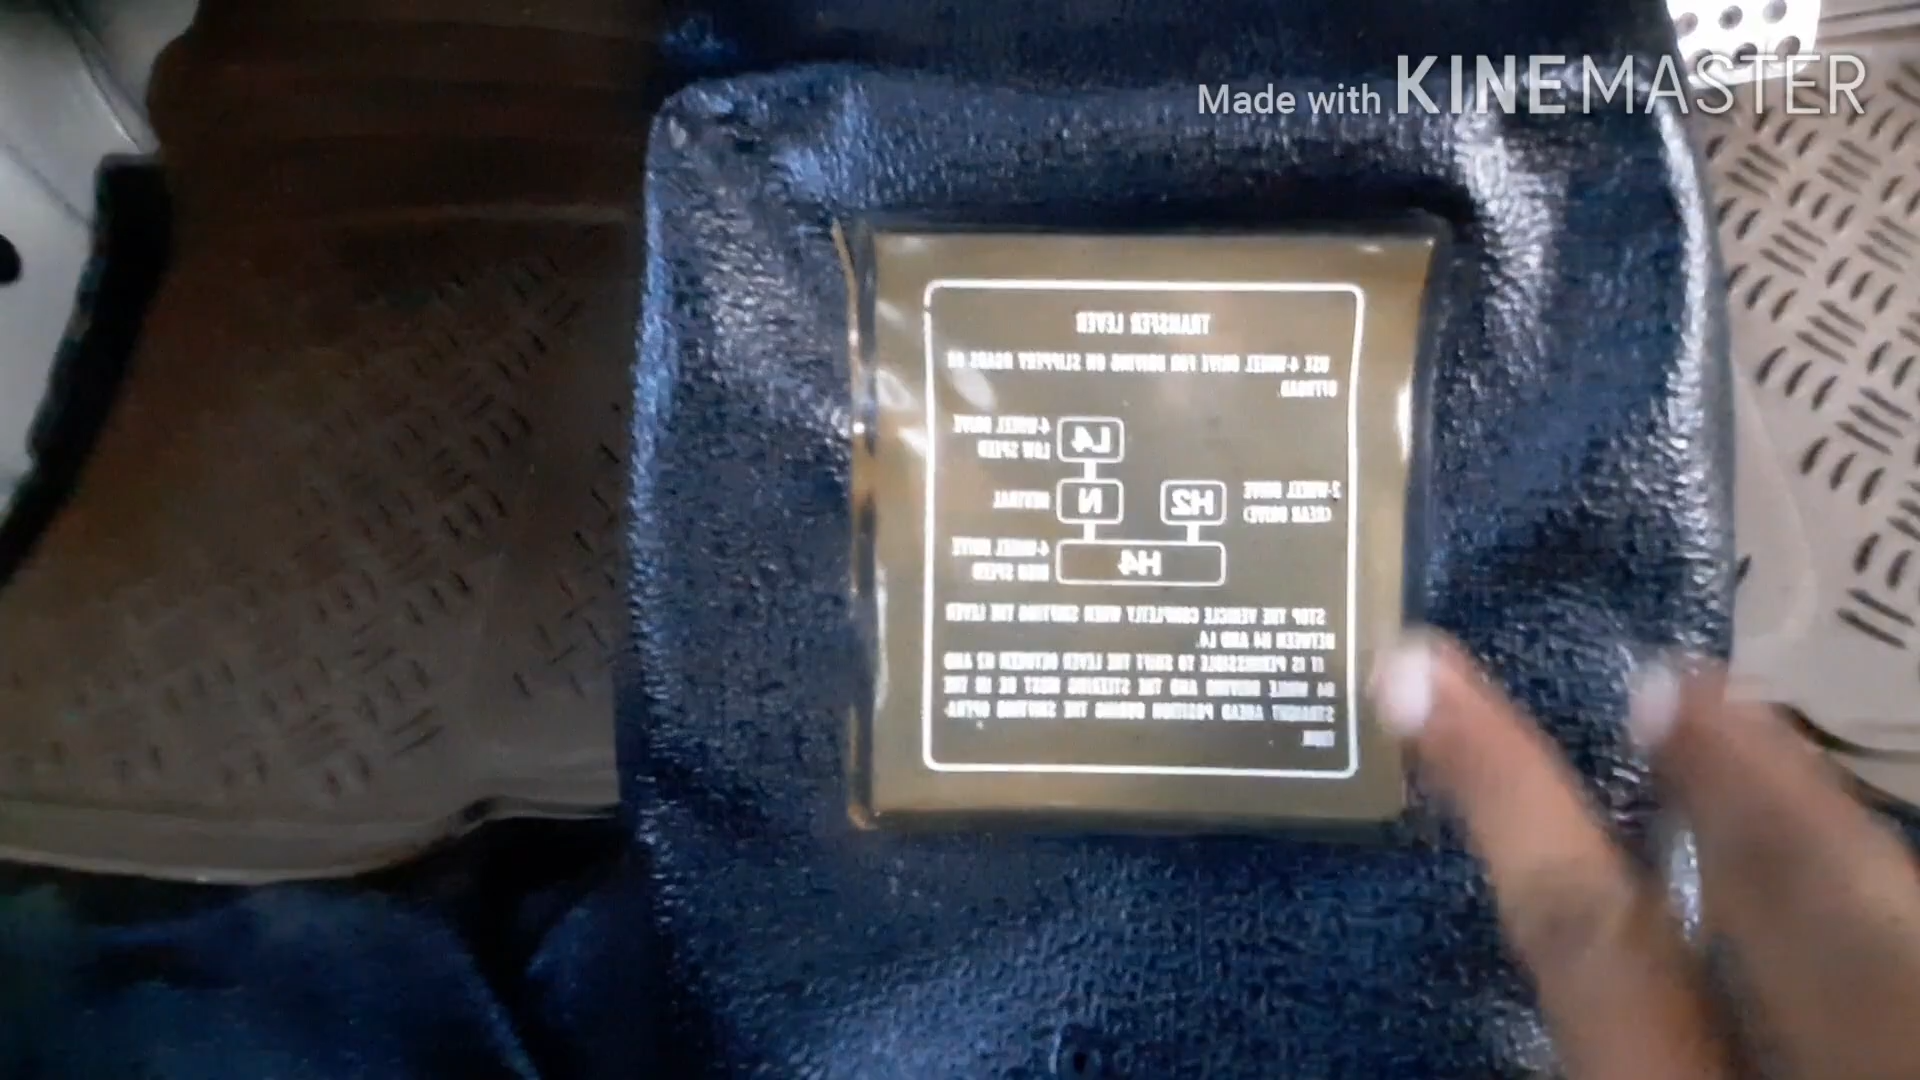 Made with KINEMASTER
TRANSFER LEVER
USE 4-WHEEL DRIVE FOR DRIVING ON SLIPPERY ROADS OR
OFFROAD.
L4 4-WHEEL DRIVE
LOW SPEED
2-WHEEL DRIVE
(REAR DRIVE)
H2 N NEUTRAL
H4 4-WHEEL DRIVE
HIGH SPEED
STOP THE VEHICLE COMPLETLY WHEN SHIFTING THE LEVER
BETWEEN H4 AND L4.
IT IS PERMISSIBLE TO SHIFT THE LEVER BETWEEN H2 AND
H4 WHILE DRIVING AND THE STEERING MUST BE IN THE
STRAIGHT AHEAD POSITION DURING THE SHIFTING OPERA-